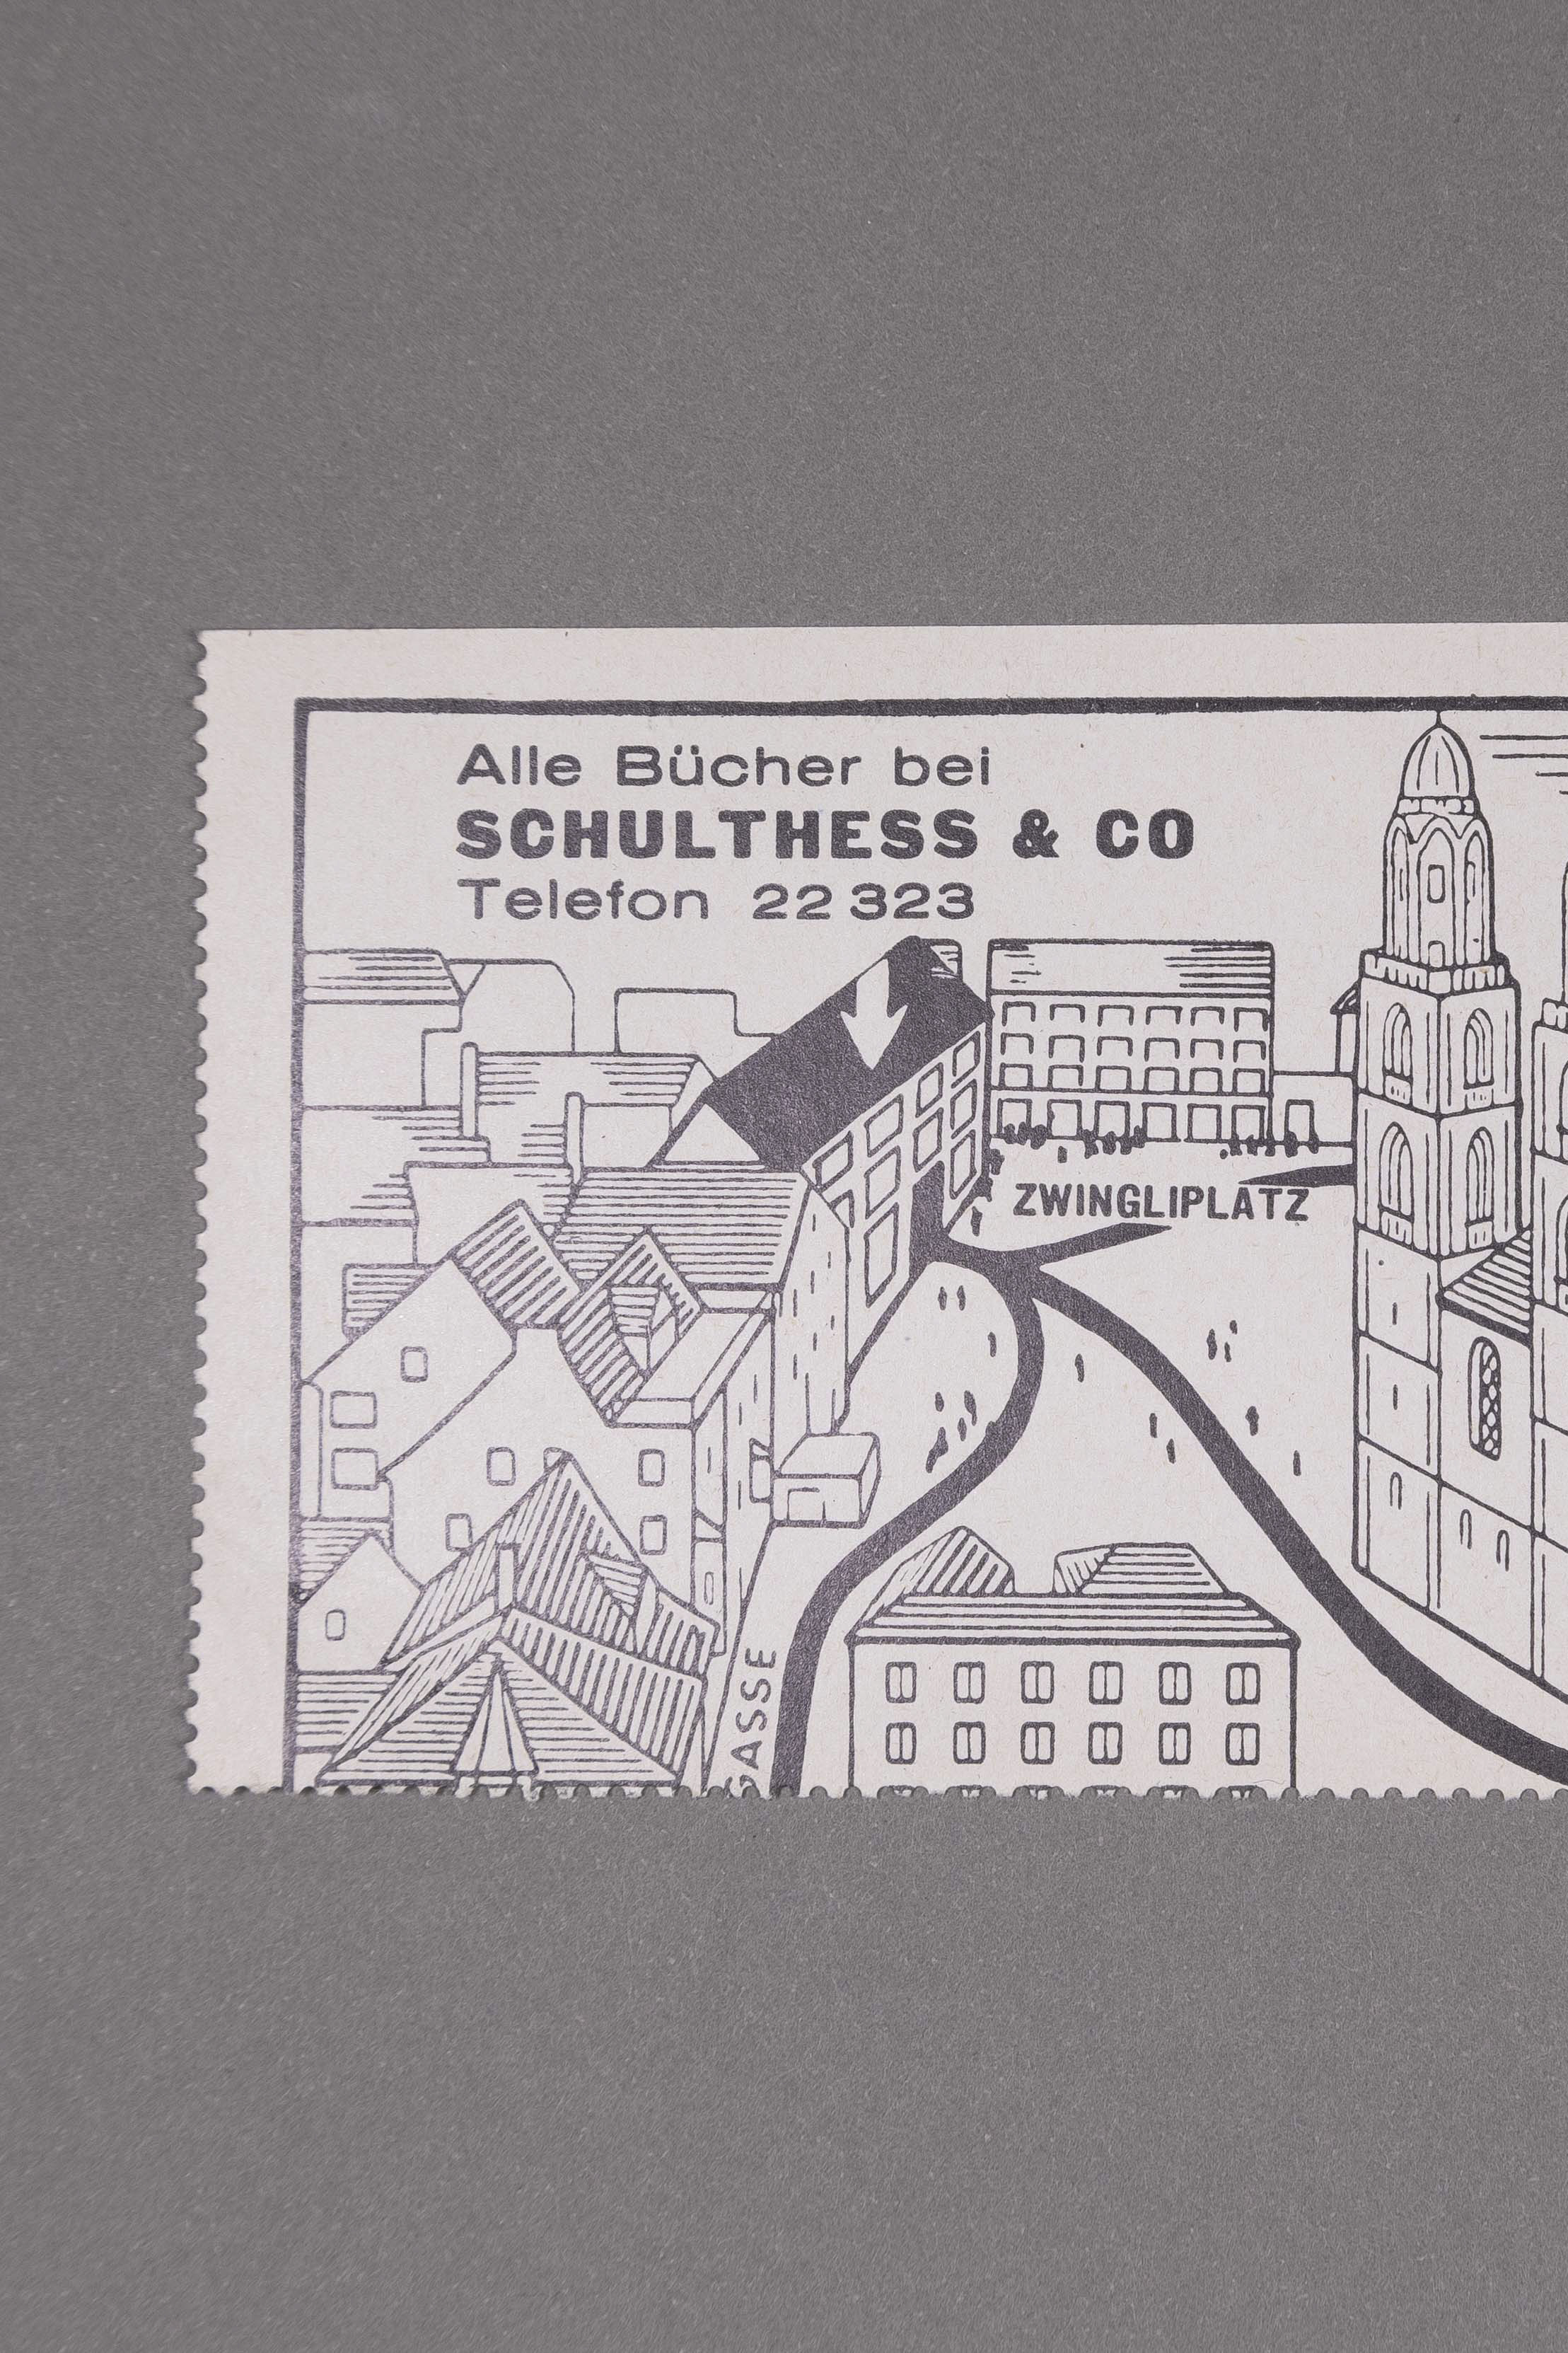 Alle Bücher bei
SCHULTHESS & CO
Telefon 22 323
ZWINGLIPLATZ
GASSE